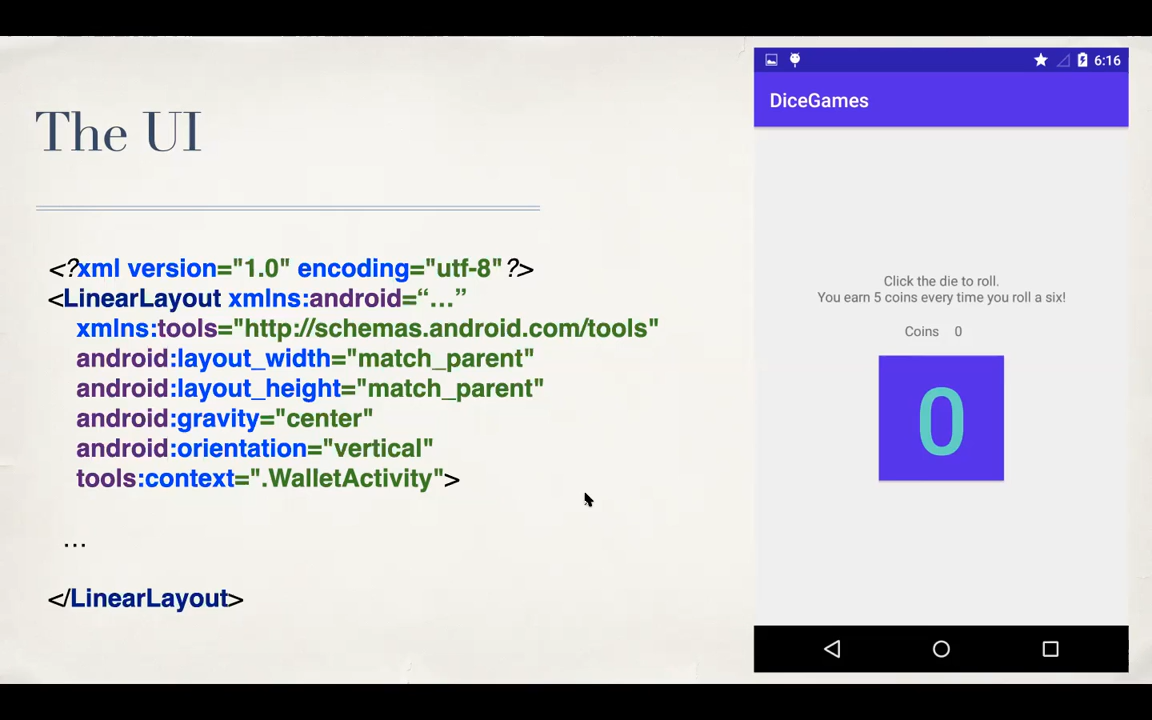 The UI
<?xml version="1.0" encoding="utf-8"?>
<LinearLayout xmlns:android=“…”
xmlns:tools="http://schemas.android.com/tools"
android:layout_width="match_parent"
android:layout_height="match_parent"
android:gravity="center"
android:orientation="vertical"
tools:context=".WalletActivity">
…
</LinearLayout>
6:16
DiceGames
Click the die to roll.
You earn 5 coins every time you roll a six!
Coins 0
0